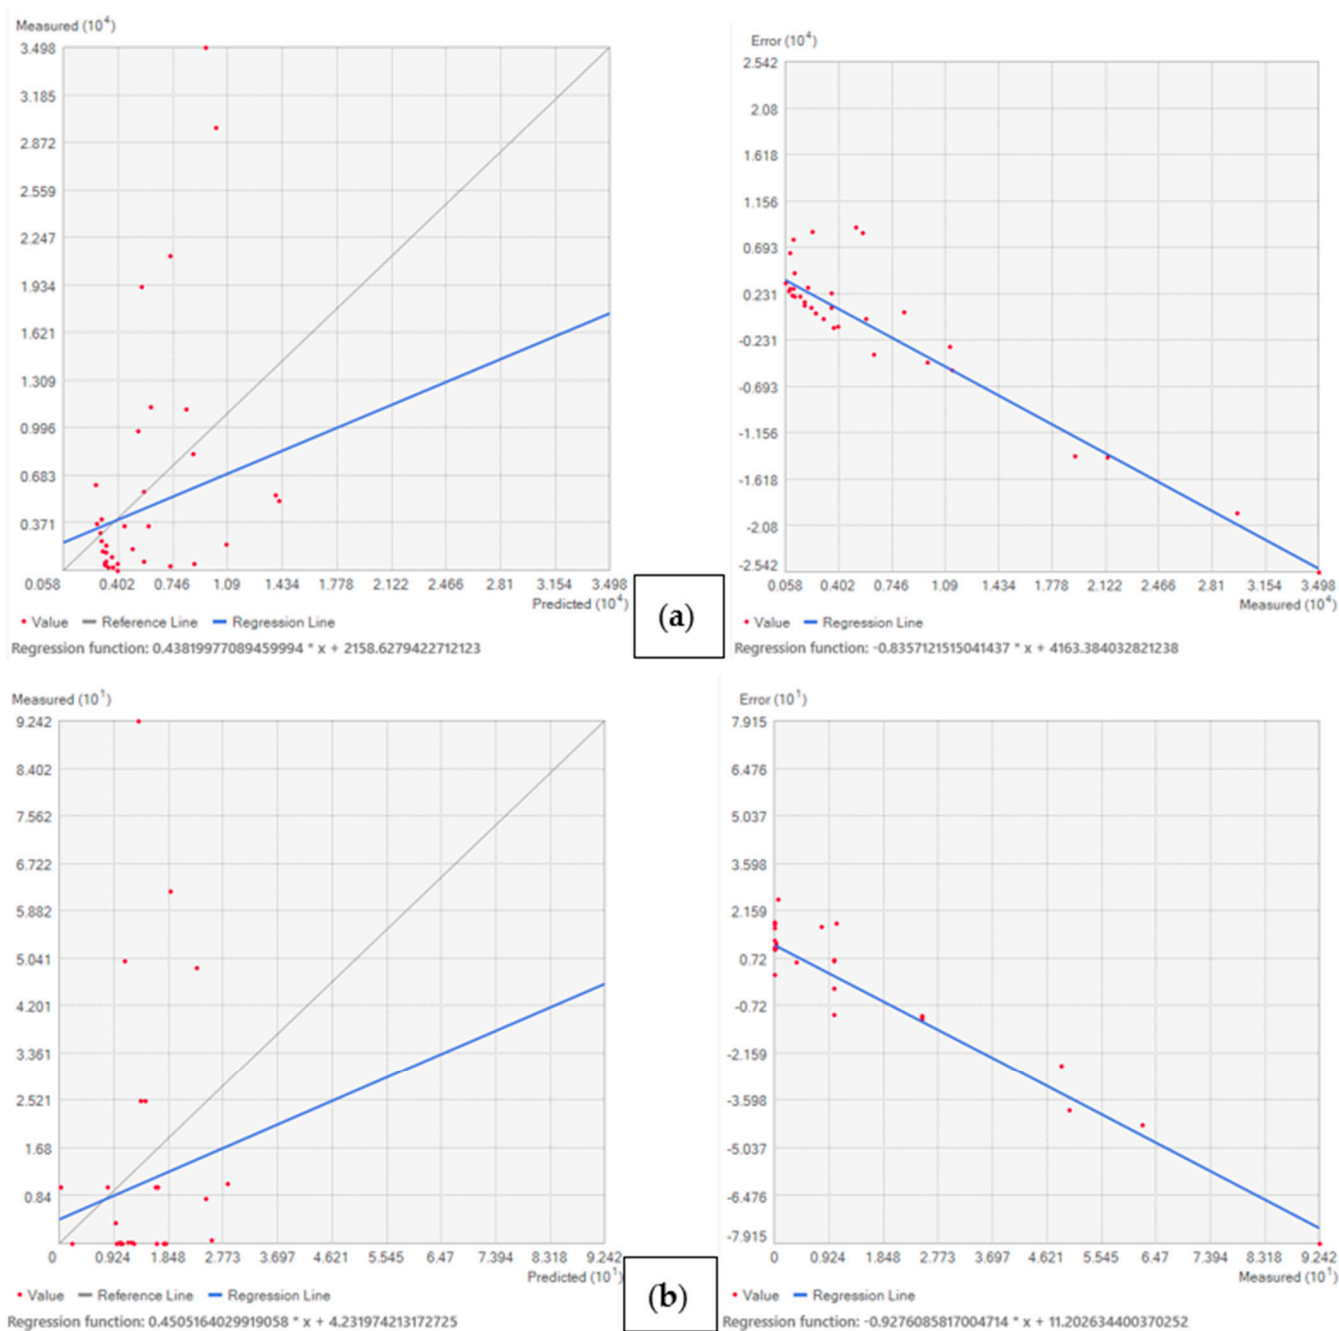 Measured (10⁴)
3.498
3.185
2.872
2.559
2.247
1.934
1.621
1.309
0.996
0.683
0.371
0.058 0.402 0.746 1.09 1.434 1.778 2.122 2.466 2.81 3.154 3.498
Predicted (10⁴)
Value Reference Line Regression Line
Regression function: 0.43819977089459994 * x + 2158.6279422712123
Error (10⁴)
2.542
2.08
1.618
1.156
0.693
0.231
-0.231
-0.693
-1.156
-1.618
-2.08
-2.542
0.058 0.402 0.746 1.09 1.434 1.778 2.122 2.466 2.81 3.154 3.498
Measured (10⁴)
Value Regression Line
Regression function: -0.8357121515041437 * x + 4163.384032821238
(a)
Measured (10¹)
9.242
8.402
7.562
6.722
5.882
5.041
4.201
3.361
2.521
1.68
0.84
0 0.924 1.848 2.773 3.697 4.621 5.545 6.47 7.394 8.318 9.242
Predicted (10¹)
Value Reference Line Regression Line
Regression function: 0.4505164029919058 * x + 4.231974213172725
Error (10¹)
7.915
6.476
5.037
3.598
2.159
0.72
-0.72
-2.159
-3.598
-5.037
-6.476
-7.915
0 0.924 1.848 2.773 3.697 4.621 5.545 6.47 7.394 8.318 9.242
Measured (10¹)
Value Regression Line
Regression function: -0.9276085817004714 * x + 11.202634400370252
(b)